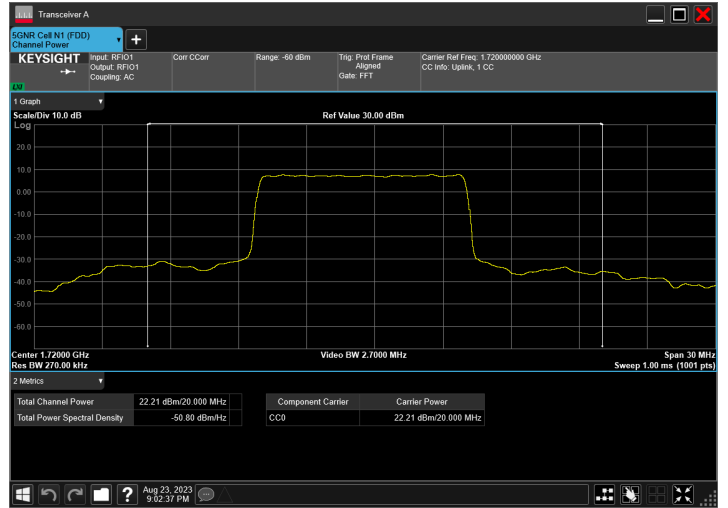 Transceiver A
5GNR Cell N1 (FDD)
Channel Power
KEYSIGHT
LXI
Input: RFIO1
Output: RFIO1
Coupling: AC
Corr CCorr
Range: -60 dBm
Trig: Prot Frame
Aligned
Gate: FFT
Carrier Ref Freq: 1.720000000 GHz
CC Info: Uplink, 1 CC
1 Graph
Scale/Div 10.0 dB
Ref Value 30.00 dBm
Log
20.0
10.0
0.00
-10.0
-20.0
-30.0
-40.0
-50.0
-60.0
Center 1.72000 GHz
Video BW 2.7000 MHz
Span 30 MHz
Res BW 270.00 kHz
Sweep 1.00 ms (1001 pts)
2 Metrics
Total Channel Power 22.21 dBm/20.000 MHz
Total Power Spectral Density -50.80 dBm/Hz
Component Carrier Carrier Power
CC0 22.21 dBm/20.000 MHz
?
Aug 23, 2023
9:02:37 PM